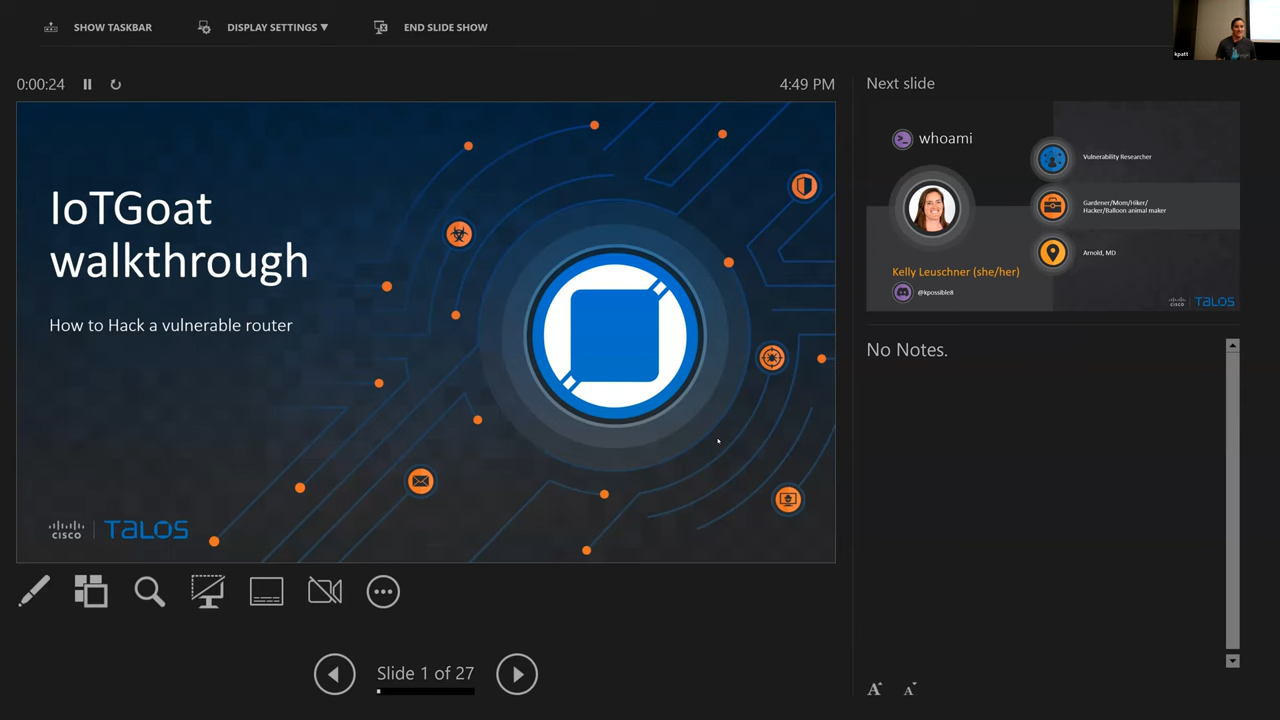 SHOW TASKBAR
DISPLAY SETTINGS ▼
END SLIDE SHOW
kpatt
0:00:24
4:49 PM
Next slide
IoTGoat
walkthrough
How to Hack a vulnerable router
CISCO
TALOS
whoami
Vulnerability Researcher
Gardener/Mom/Hiker/
Hacker/Balloon animal maker
Arnold, MD
Kelly Leuschner (she/her)
@kpossible8
CISCO
TALOS
No Notes.
Slide 1 of 27
A A